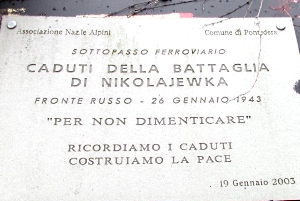 Associazione Naz.le Alpini Comune di Pontedera
SOTTOPASSO FERROVIARIO
CADUTI DELLA BATTAGLIA
DI NIKOLAJEWKA
FRONTE RUSSO - 26 GENNAIO 1943
"PER NON DIMENTICARE"
RICORDIAMO I CADUTI
COSTRUIAMO LA PACE
19 Gennaio 2003